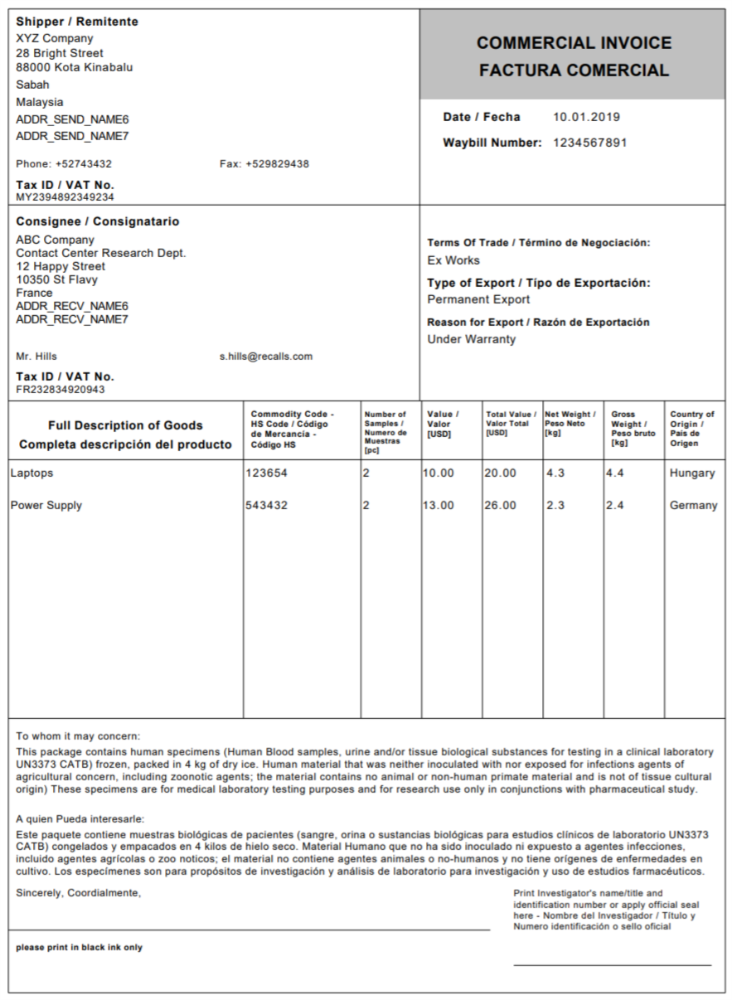 Shipper / Remitente
XYZ Company
28 Bright Street
88000 Kota Kinabalu
Sabah
Malaysia
ADDR_SEND_NAME6
ADDR_SEND_NAME7
Phone: +52743432 Fax: +529829438
Tax ID / VAT No.
MY2394892349234
COMMERCIAL INVOICE
FACTURA COMERCIAL
Date / Fecha 10.01.2019
Waybill Number: 1234567891
Consignee / Consignatario
ABC Company
Contact Center Research Dept.
12 Happy Street
10350 St Flavy
France
ADDR_RECV_NAME6
ADDR_RECV_NAME7
Mr. Hills s.hills@recalls.com
Tax ID / VAT No.
FR232834920943
Terms Of Trade / Término de Negociación:
Ex Works
Type of Export / Tipo de Exportación:
Permanent Export
Reason for Export / Razón de Exportación
Under Warranty
Full Description of Goods
Completa descripción del producto
Commodity Code -
HS Code / Código
de Mercancía -
Código HS
Number of
Samples /
Numero de
Muestras
[pc]
Value /
Valor
[USD]
Total Value /
Valor Total
[USD]
Net Weight /
Peso Neto
[kg]
Gross
Weight /
Peso bruto
[kg]
Country of
Origin /
País de
Origen
Laptops 123654 2 10.00 20.00 4.3 4.4 Hungary
Power Supply 543432 2 13.00 26.00 2.3 2.4 Germany
To whom it may concern:
This package contains human specimens (Human Blood samples, urine and/or tissue biological substances for testing in a clinical laboratory
UN3373 CATB) frozen, packed in 4 kg of dry ice. Human material that was neither inoculated with nor exposed for infections agents of
agricultural concern, including zoonotic agents; the material contains no animal or non-human primate material and is not of tissue cultural
origin) These specimens are for medical laboratory testing purposes and for research use only in conjunctions with pharmaceutical study.
A quien Pueda interesarle:
Este paquete contiene muestras biológicas de pacientes (sangre, orina o sustancias biológicas para estudios clínicos de laboratorio UN3373
CATB) congelados y empacados en 4 kilos de hielo seco. Material Humano que no ha sido inoculado ni expuesto a agentes infecciones,
incluido agentes agrícolas o zoo noticos; el material no contiene agentes animales o no-humanos y no tiene orígenes de enfermedades en
cultivo. Los especímenes son para propósitos de investigación y análisis de laboratorio para investigación y uso de estudios farmacéuticos.
Sincerely, Coordialmente,
please print in black ink only
Print Investigator's name/title and
identification number or apply official seal
here - Nombre del Investigador / Título y
Numero identificación o sello oficial